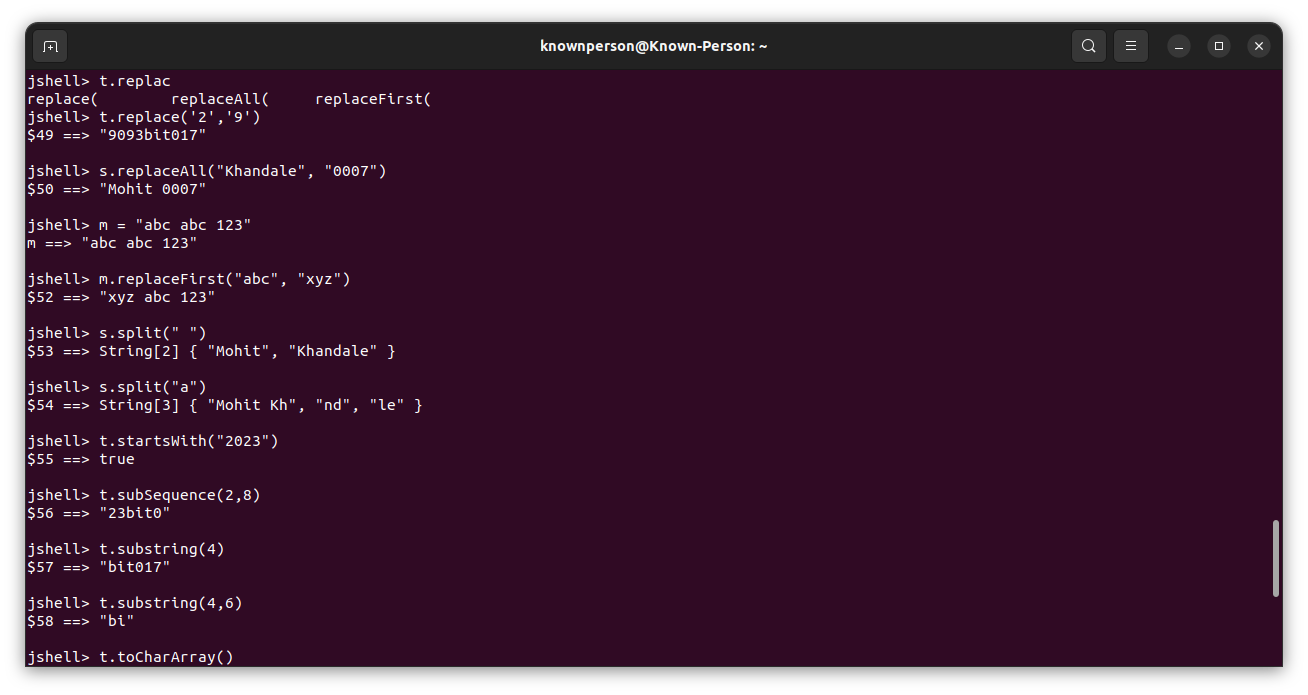 knownperson@Known-Person: ~
jshell> t.replac
replace(        replaceAll(     replaceFirst(
jshell> t.replace('2','9')
$49 ==> "9093bit017"
jshell> s.replaceAll("Khandale", "0007")
$50 ==> "Mohit 0007"
jshell> m = "abc abc 123"
m ==> "abc abc 123"
jshell> m.replaceFirst("abc", "xyz")
$52 ==> "xyz abc 123"
jshell> s.split(" ")
$53 ==> String[2] { "Mohit", "Khandale" }
jshell> s.split("a")
$54 ==> String[3] { "Mohit Kh", "nd", "le" }
jshell> t.startsWith("2023")
$55 ==> true
jshell> t.subSequence(2,8)
$56 ==> "23bit0"
jshell> t.substring(4)
$57 ==> "bit017"
jshell> t.substring(4,6)
$58 ==> "bi"
jshell> t.toCharArray()